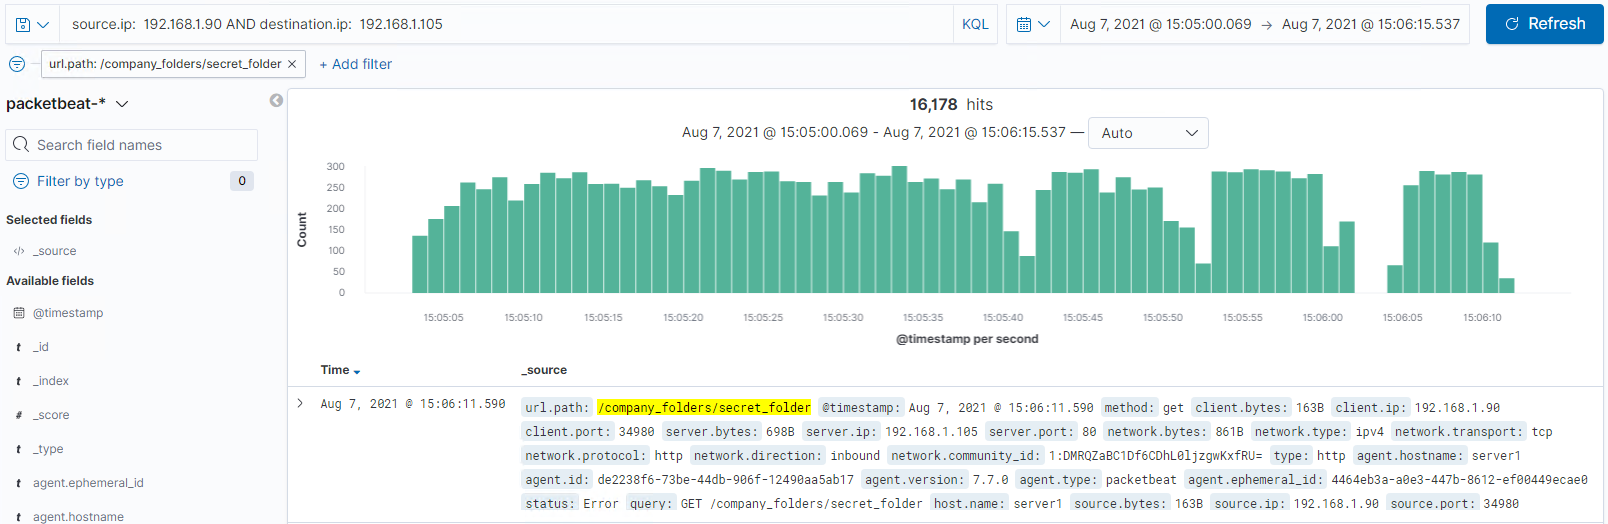 source.ip: 192.168.1.90 AND destination.ip: 192.168.1.105
KQL
Aug 7, 2021 @ 15:05:00.069 → Aug 7, 2021 @ 15:06:15.537
Refresh
url.path: /company_folders/secret_folder ×
+ Add filter
packetbeat-*
Search field names
Filter by type 0
Selected fields
</> _source
Available fields
@timestamp
t _id
t _index
# _score
t _type
t agent.ephemeral_id
t agent.hostname
16,178 hits
Aug 7, 2021 @ 15:05:00.069 - Aug 7, 2021 @ 15:06:15.537 — Auto
Count
300
250
200
150
100
50
0
15:05:05 15:05:10 15:05:15 15:05:20 15:05:25 15:05:30 15:05:35 15:05:40 15:05:45 15:05:50 15:05:55 15:06:00 15:06:05 15:06:10
@timestamp per second
Time _source
Aug 7, 2021 @ 15:06:11.590
url.path: /company_folders/secret_folder @timestamp: Aug 7, 2021 @ 15:06:11.590 method: get client.bytes: 163B client.ip: 192.168.1.90
client.port: 34980 server.bytes: 698B server.ip: 192.168.1.105 server.port: 80 network.bytes: 861B network.type: ipv4 network.transport: tcp
network.protocol: http network.direction: inbound network.community_id: 1:DMRQZaBC1Df6CDhL0ljzgwKxfRU= type: http agent.hostname: server1
agent.id: de2238f6-73be-44db-906f-12490aa5ab17 agent.version: 7.7.0 agent.type: packetbeat agent.ephemeral_id: 4464eb3a-a0e3-447b-8612-ef00449ecae0
status: Error query: GET /company_folders/secret_folder host.name: server1 source.bytes: 163B source.ip: 192.168.1.90 source.port: 34980